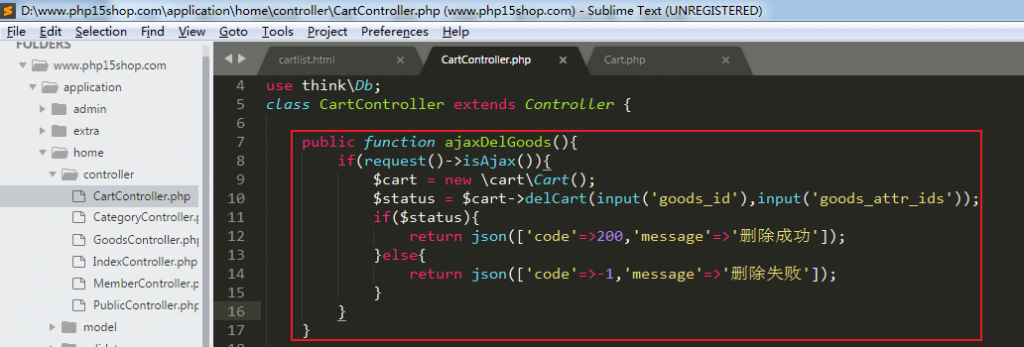 D:\www.php15shop.com\application\home\controller\CartController.php (www.php15shop.com) - Sublime Text (UNREGISTERED)
File Edit Selection Find View Goto Tools Project Preferences Help
FOLDERS
www.php15shop.com
application
admin
extra
home
controller
CartController.php
CategoryController.p
GoodsController.php
IndexController.php
MemberController.php
PublicController.php
model
cartlist.html × CartController.php × Cart.php ×
4 use think\Db;
5 class CartController extends Controller {
6
7 public function ajaxDelGoods(){
8 if(request()->isAjax()){
9 $cart = new \cart\Cart();
10 $status = $cart->delCart(input('goods_id'),input('goods_attr_ids'));
11 if($status){
12 return json(['code'=>200,'message'=>'删除成功']);
13 }else{
14 return json(['code'=>-1,'message'=>'删除失败']);
15 }
16 }
17 }